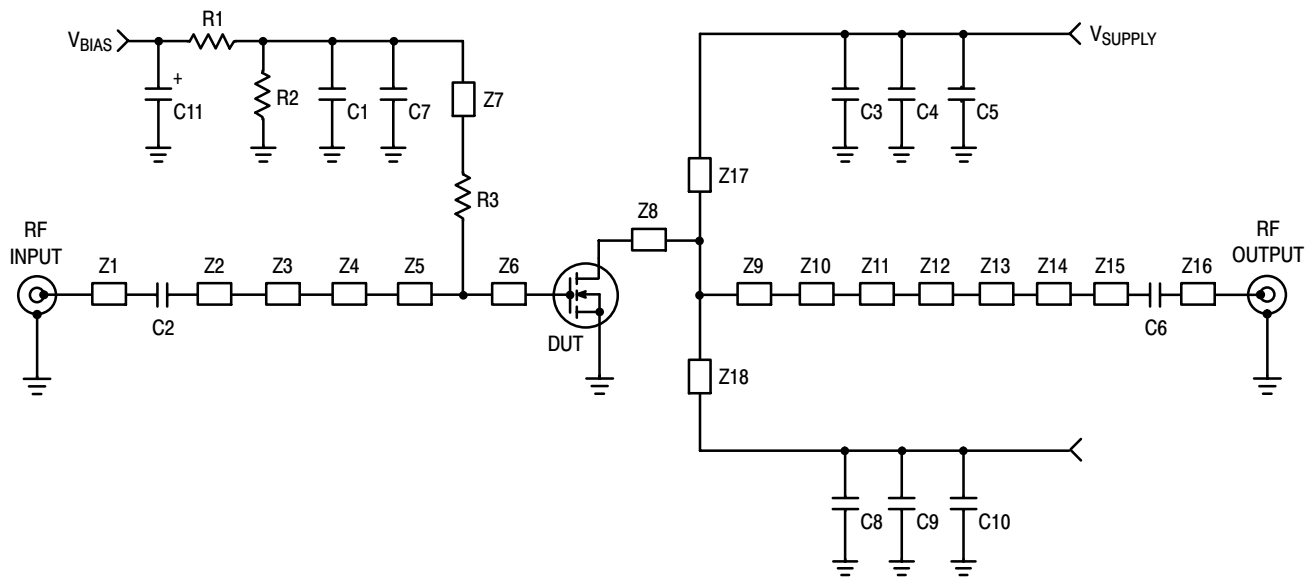 R1
VBIAS
VSUPPLY
+
C11
R2
C1
C7
Z7
C3
C4
C5
R3
Z17
Z8
RF
INPUT
RF
OUTPUT
Z1
Z2
Z3
Z4
Z5
Z6
Z9
Z10
Z11
Z12
Z13
Z14
Z15
Z16
C2
DUT
C6
Z18
C8
C9
C10